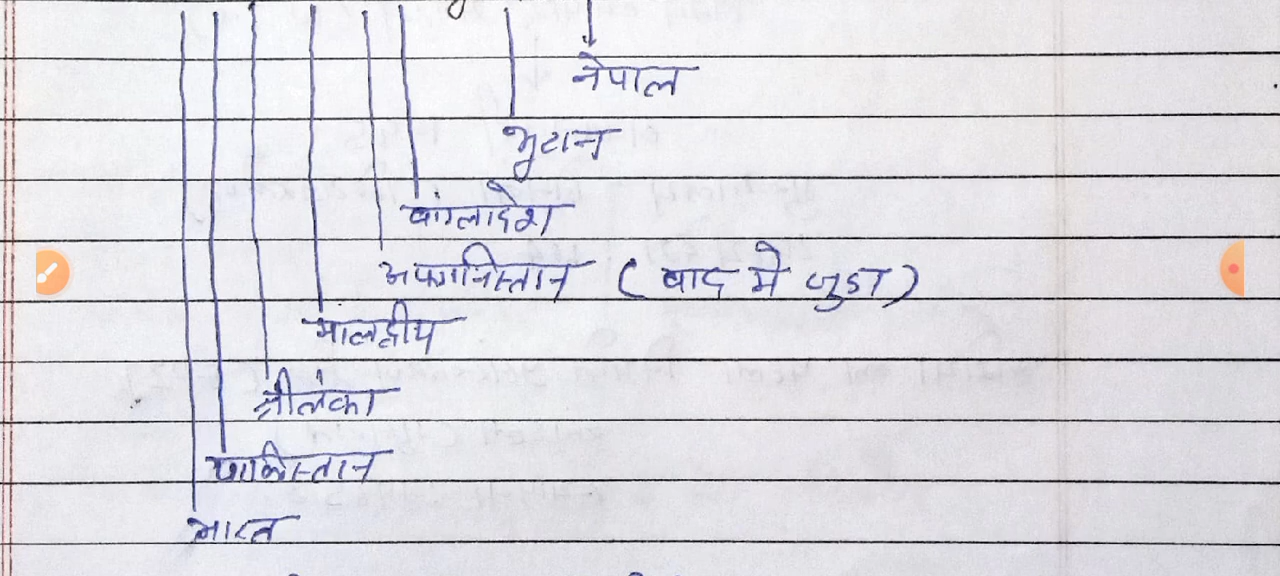 नेपाल
भुटान
बांग्लादेश
अफगानिस्तान ( बाद मे जुडा )
मालद्वीप
श्रीलंका
पाकिस्तान
भारत